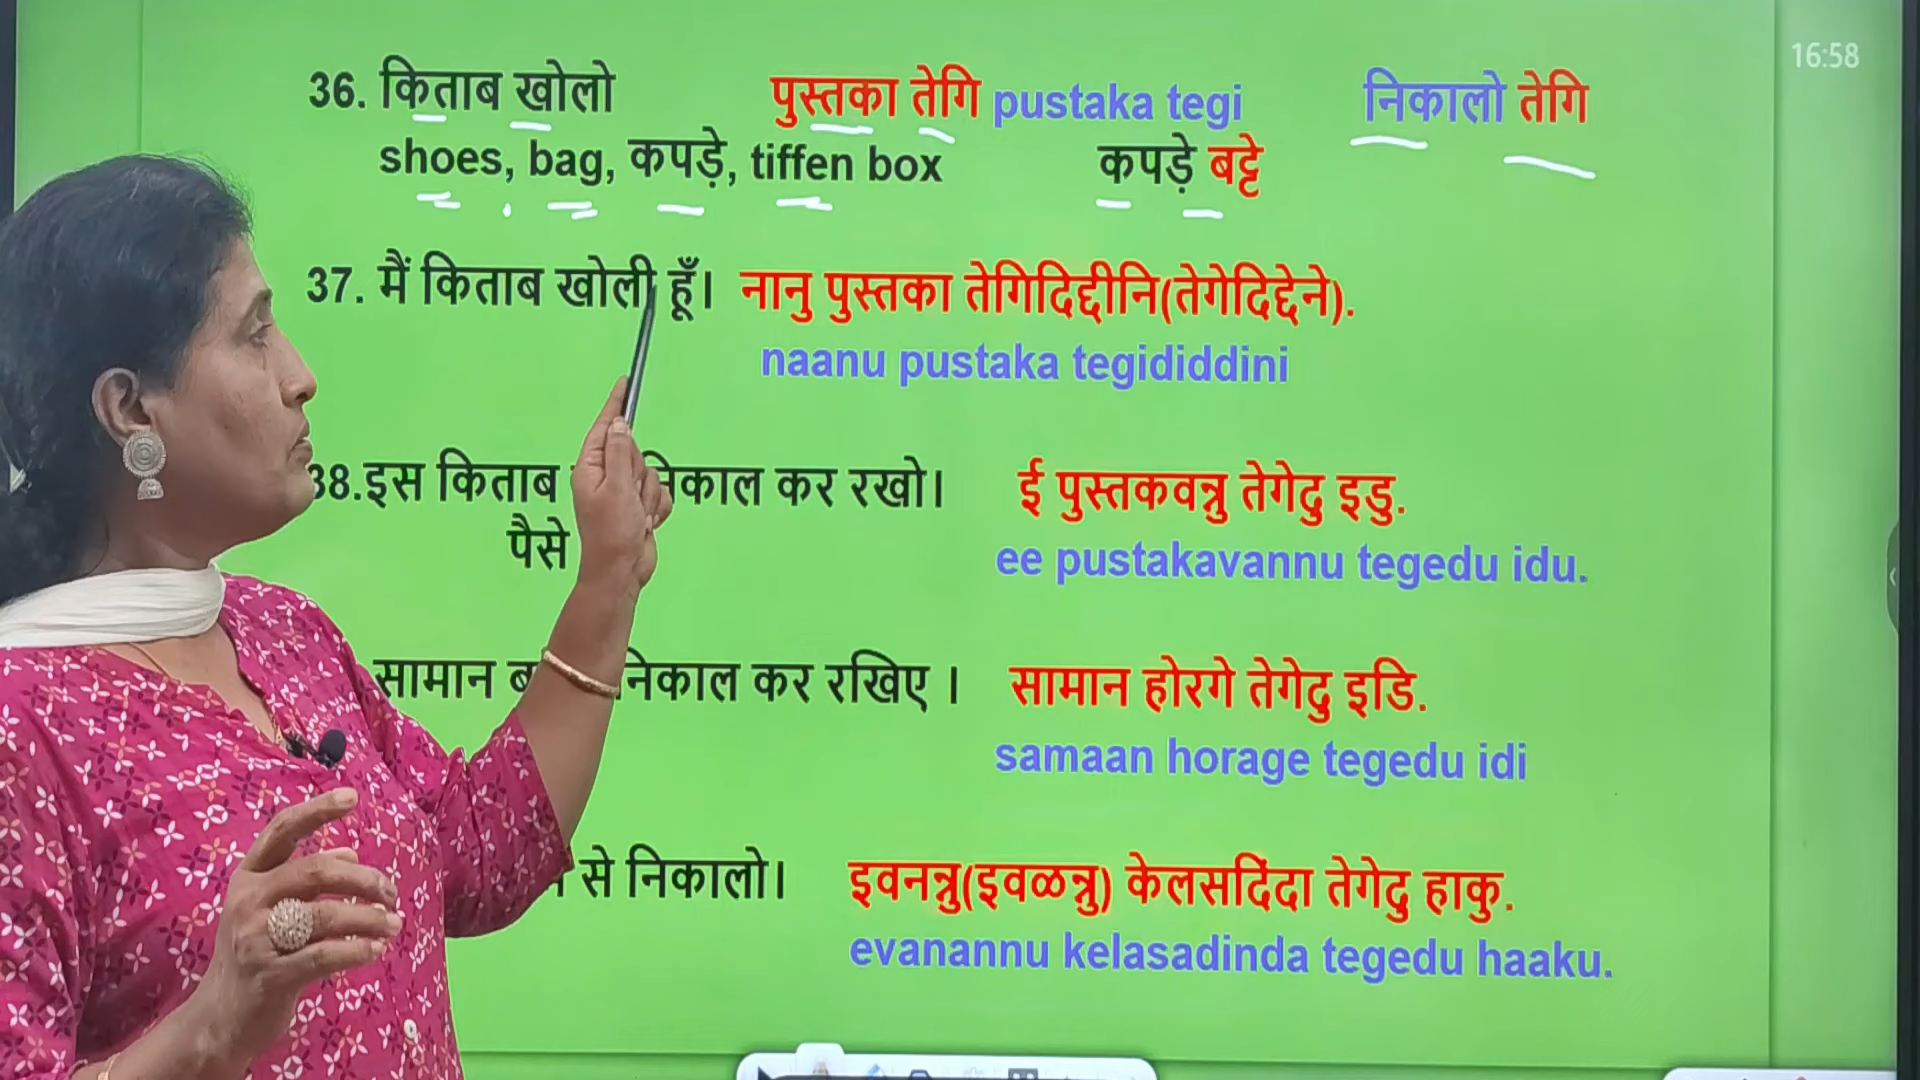 16:58
36. किताब खोलो पुस्तका तेगि pustaka tegi निकालो तेगि
shoes, bag, कपड़े, tiffen box कपड़े बट्टे
37. मैं किताब खोली हूँ। नानु पुस्तका तेगिदिद्दीनि(तेगेदिद्देने).
naanu pustaka tegididdini
38.इस किताब निकाल कर रखो। ई पुस्तकवन्नु तेगेदु इडु.
पैसे ee pustakavannu tegedu idu.
सामान निकाल कर रखिए । सामान होरगे तेगेदु इडि.
samaan horage tegedu idi
से निकालो। इवनन्नु(इवळन्नु) केलसदिंदा तेगेदु हाकु.
evanannu kelasadinda tegedu haaku.